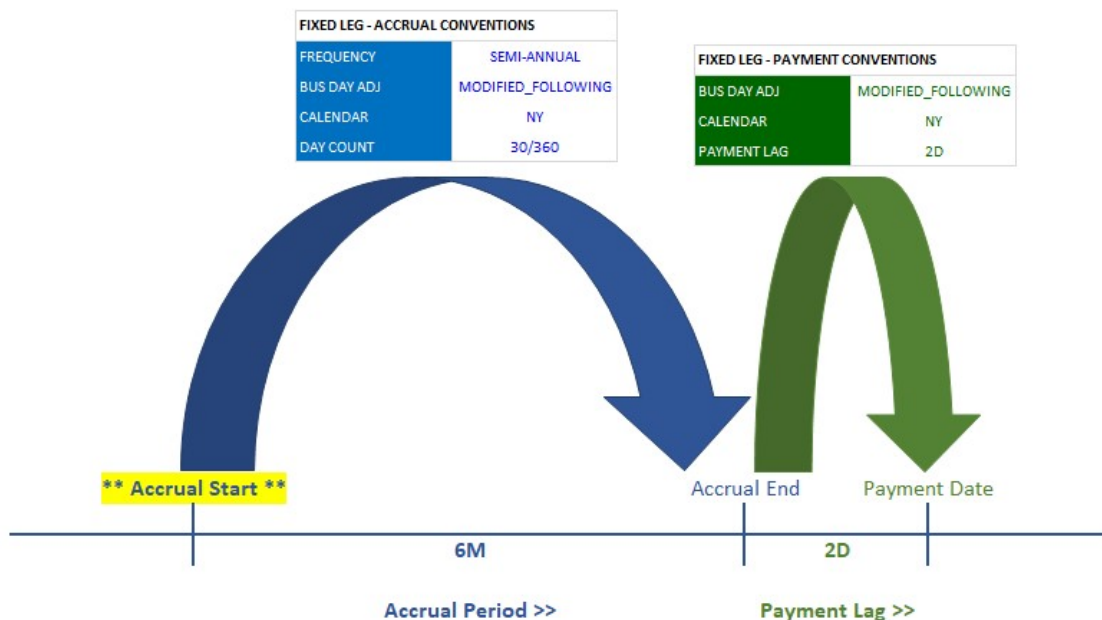 FIXED LEG - ACCRUAL CONVENTIONS
FREQUENCY SEMI-ANNUAL
BUS DAY ADJ MODIFIED_FOLLOWING
CALENDAR NY
DAY COUNT 30/360
FIXED LEG - PAYMENT CONVENTIONS
BUS DAY ADJ MODIFIED_FOLLOWING
CALENDAR NY
PAYMENT LAG 2D
** Accrual Start ** Accrual End Payment Date
6M 2D
Accrual Period >> Payment Lag >>